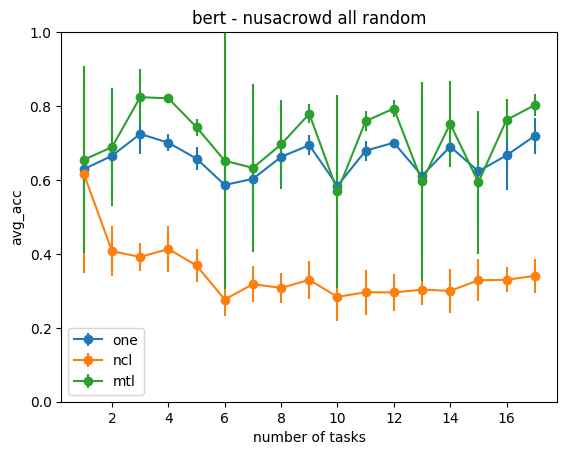 bert - nusacrowd all random
avg_acc
1.0
0.8
0.6
0.4
0.2
0.0
one
ncl
mtl
2 4 6 8 10 12 14 16
number of tasks